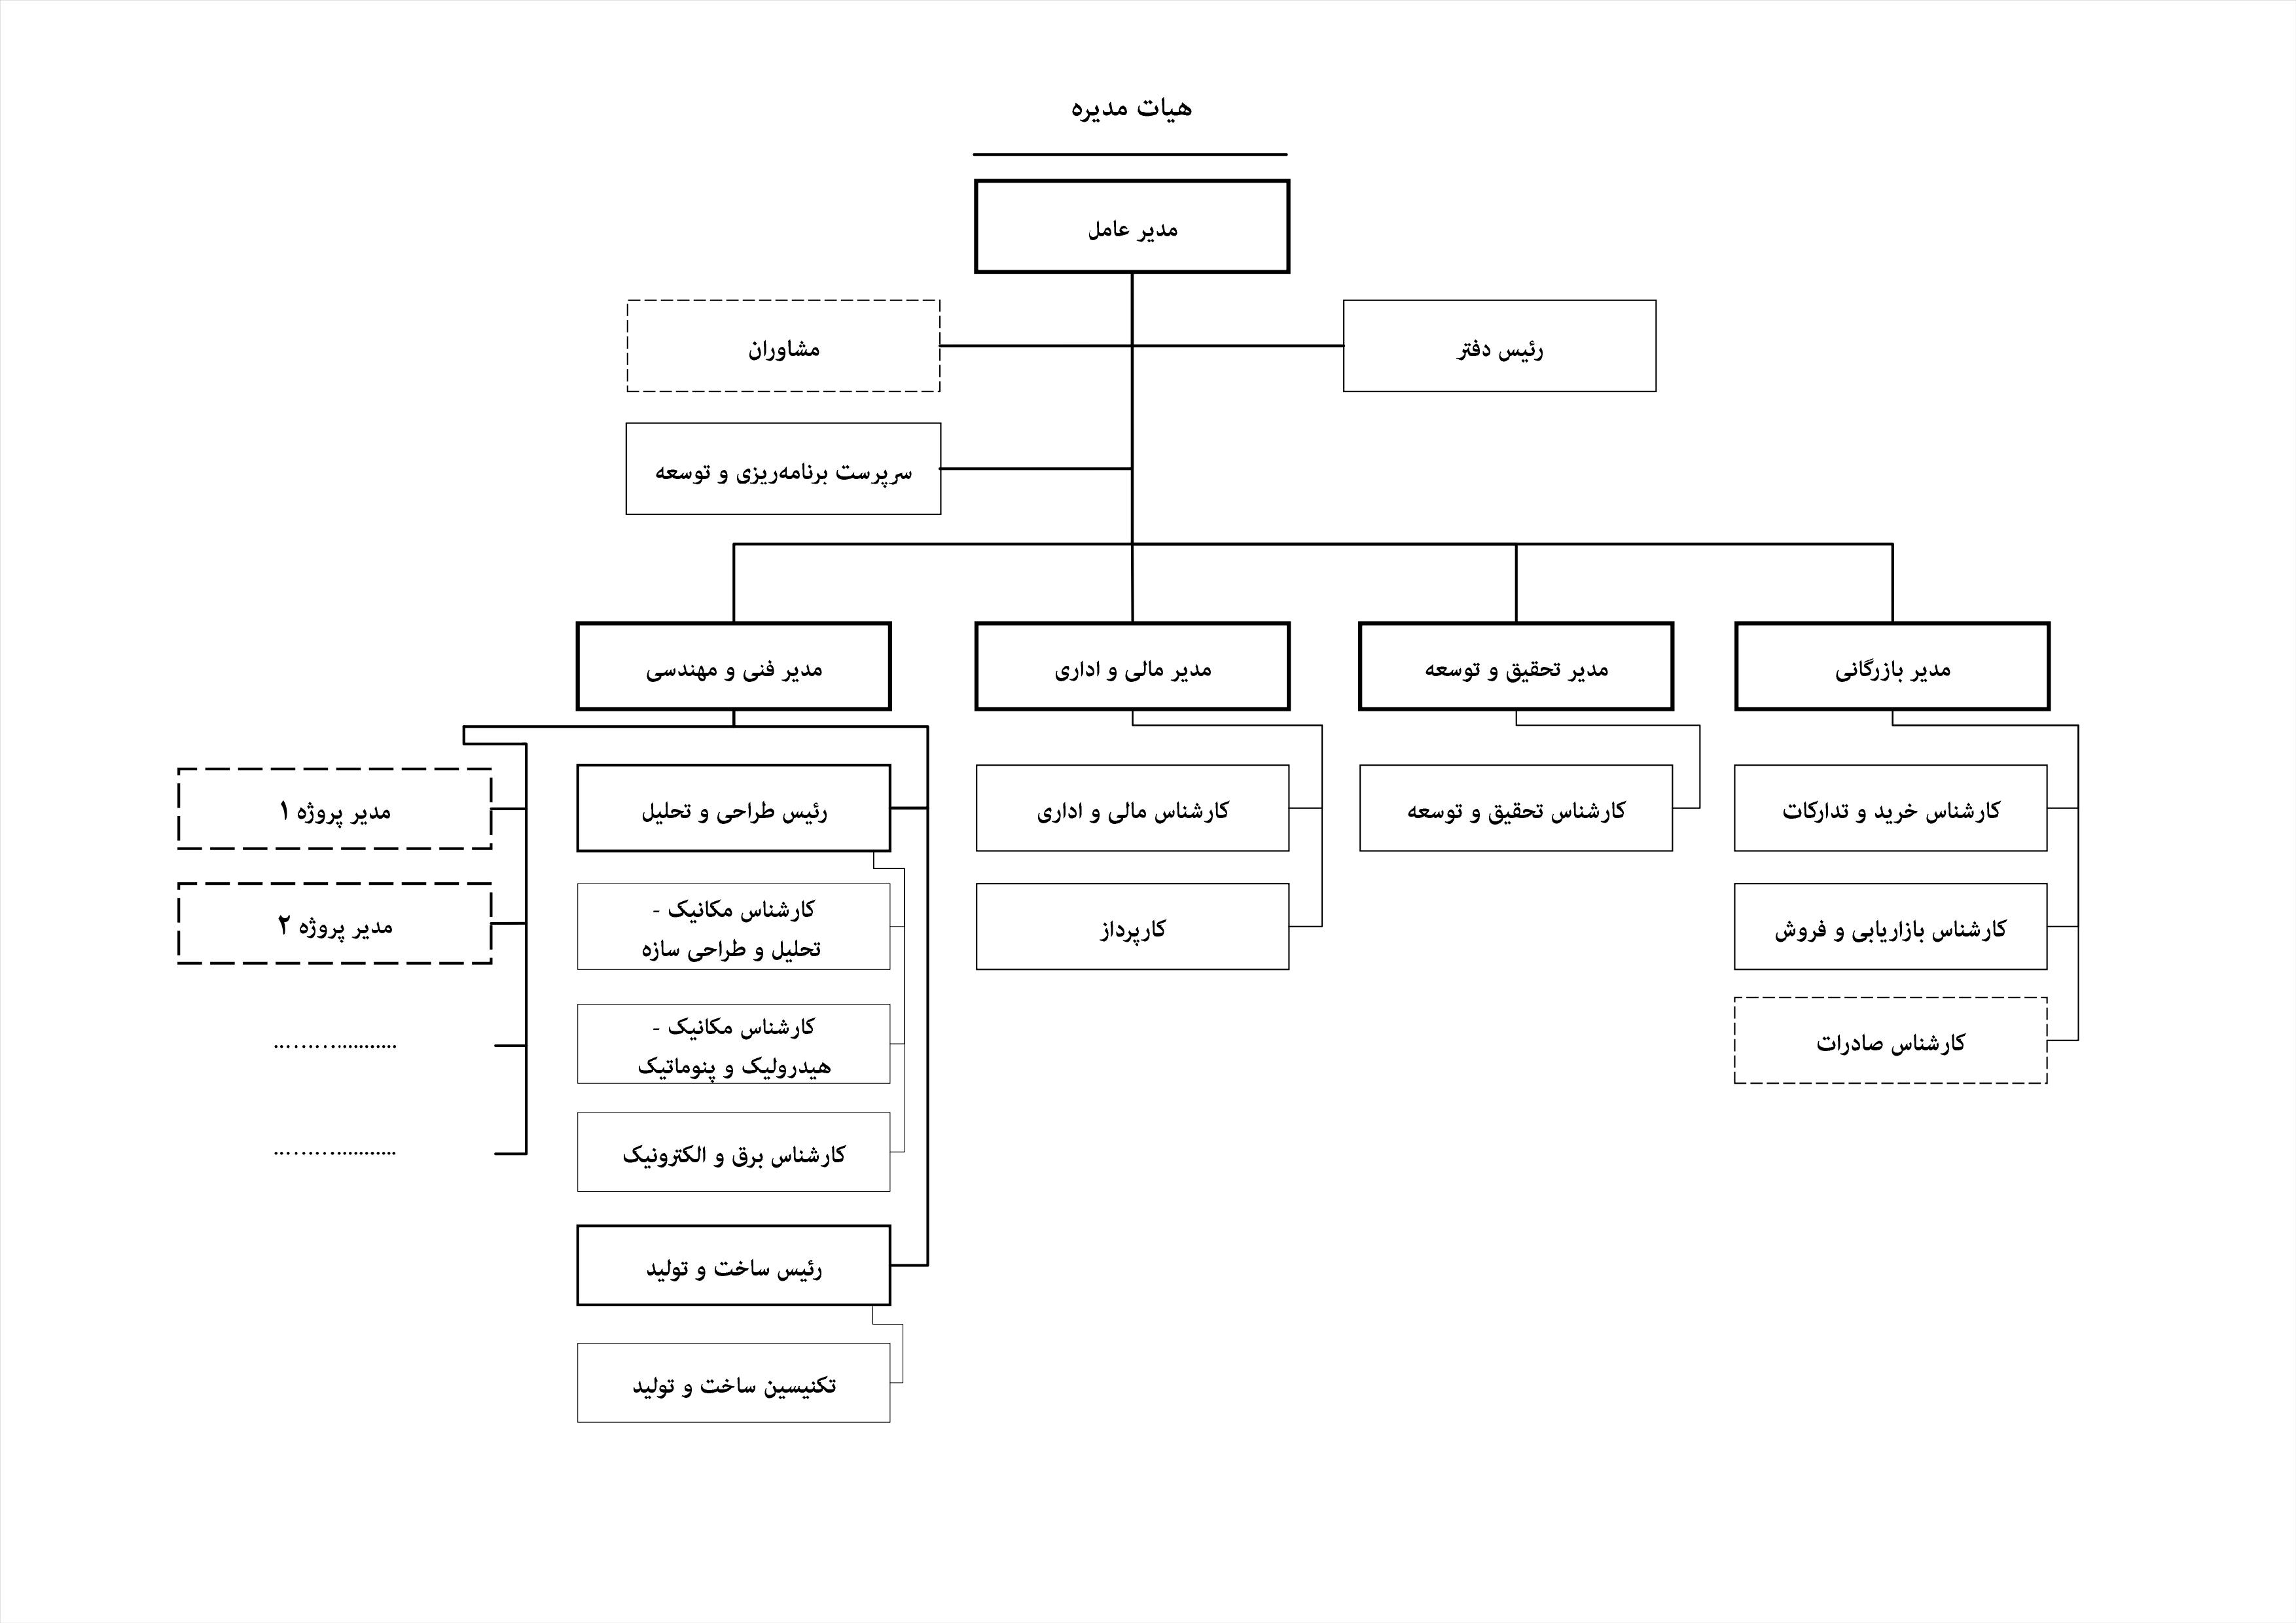 هیات مدیره
مدیر عامل
رئیس دفتر
مشاوران
سرپرست برنامه‌ریزی و توسعه
مدیر بازرگانی
مدیر تحقیق و توسعه
مدیر مالی و اداری
مدیر فنی و مهندسی
کارشناس خرید و تدارکات
کارشناس تحقیق و توسعه
کارشناس مالی و اداری
رئیس طراحی و تحلیل
مدیر پروژه ۱
کارشناس بازاریابی و فروش
کارپرداز
کارشناس مکانیک -
تحلیل و طراحی سازه
مدیر پروژه ۲
کارشناس صادرات
کارشناس مکانیک -
هیدرولیک و پنوماتیک
......................
کارشناس برق و الکترونیک
......................
رئیس ساخت و تولید
تکنیسین ساخت و تولید